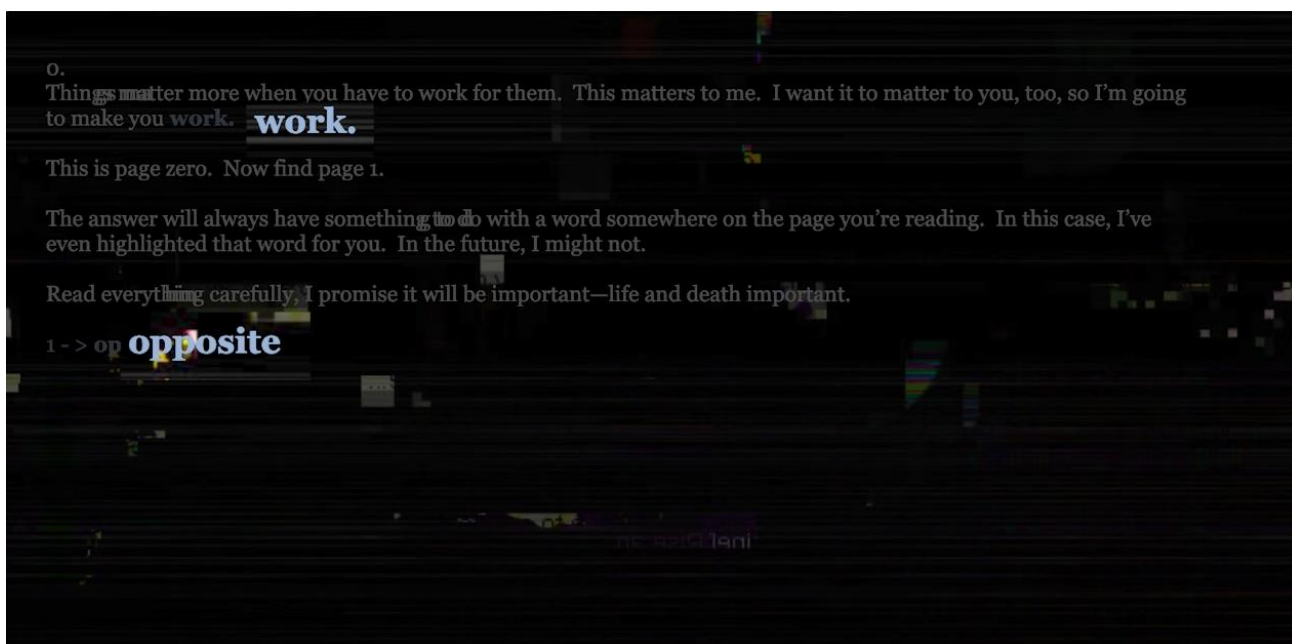 0.
Things matter more when you have to work for them. This matters to me. I want it to matter to you, too, so I’m going
to make you work. work.
This is page zero. Now find page 1.
The answer will always have something to do with a word somewhere on the page you’re reading. In this case, I’ve
even highlighted that word for you. In the future, I might not.
Read everything carefully, I promise it will be important—life and death important.
1 - > op opposite